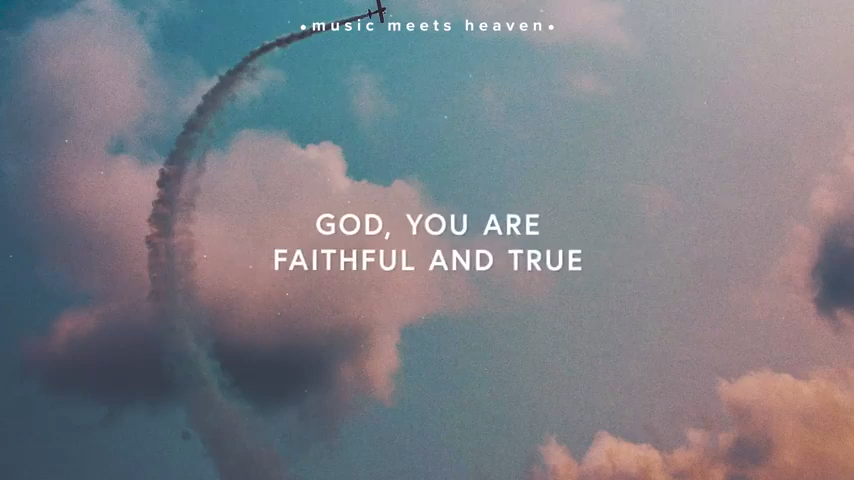 •music meets heaven•
GOD, YOU ARE
FAITHFUL AND TRUE